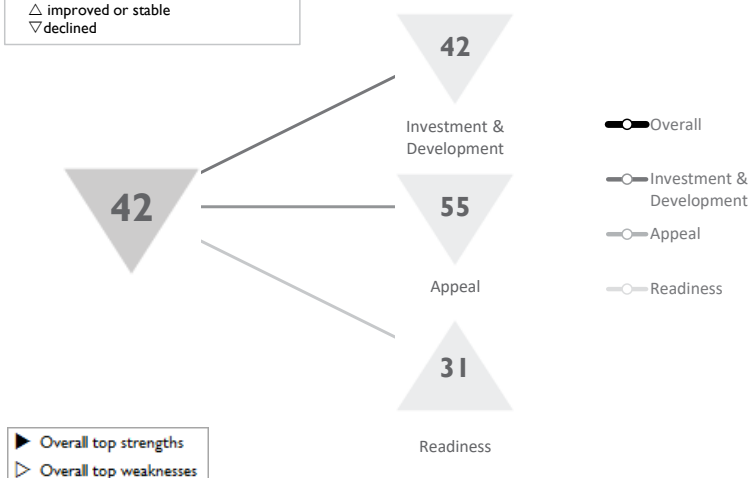 △ improved or stable
▽ declined
42
Investment &
Development
42
55
Appeal
31
Readiness
Overall
Investment &
Development
Appeal
Readiness
▶ Overall top strengths
▷ Overall top weaknesses